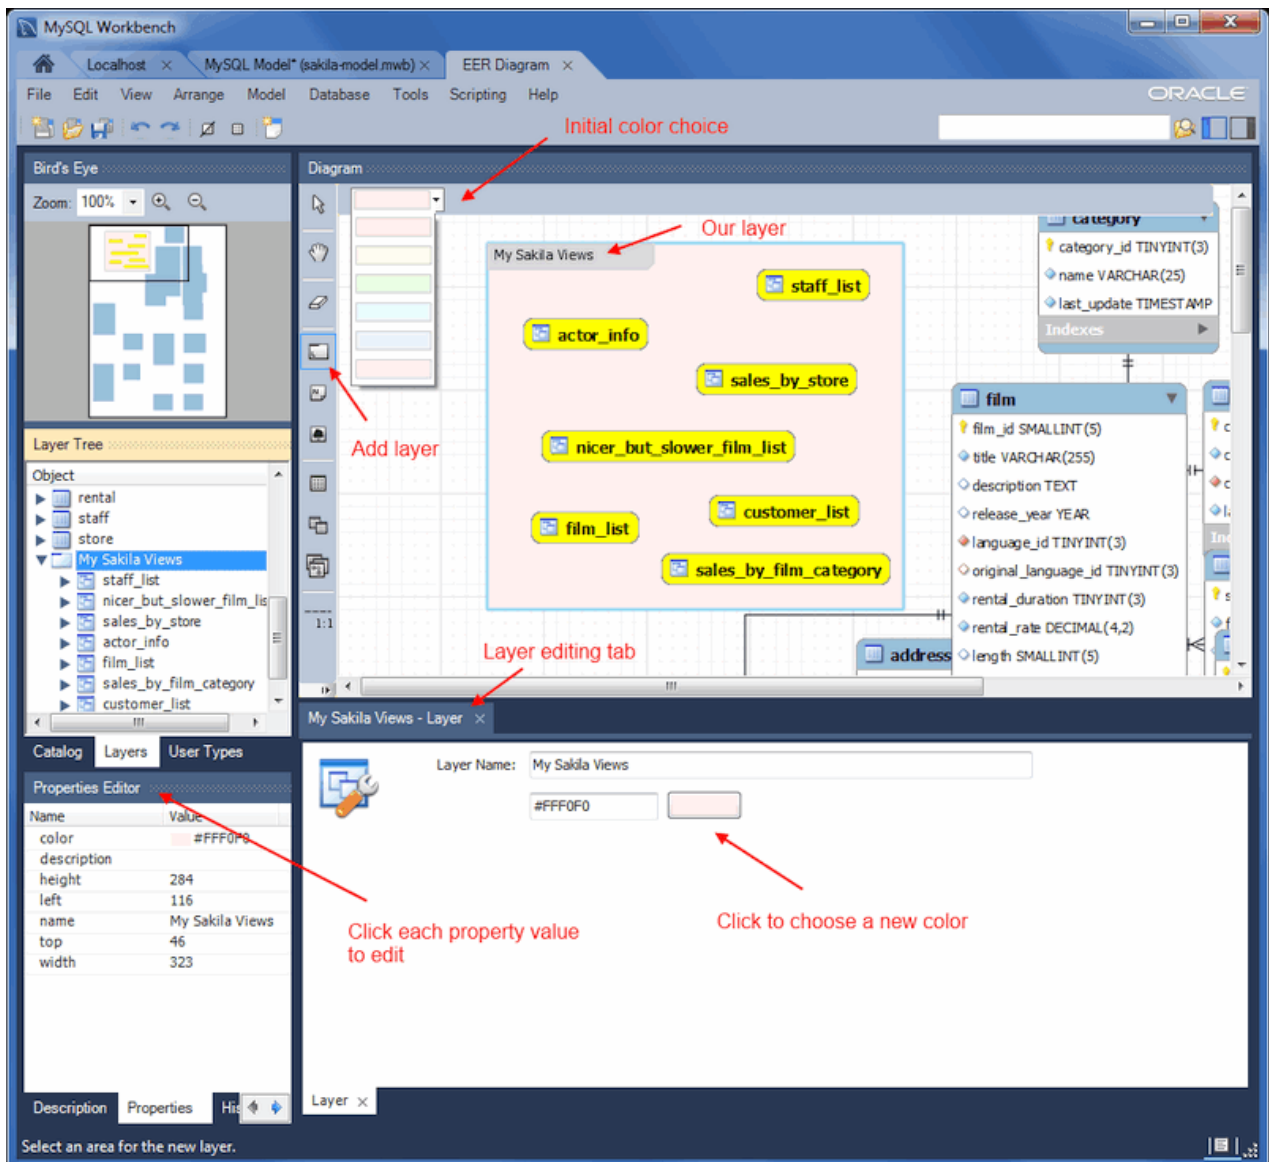 MySQL Workbench
Localhost
MySQL Model* (sakila-model.mwb)
EER Diagram
File Edit View Arrange Model Database Tools Scripting Help
ORACLE
Initial color choice
Bird's Eye
Zoom: 100%
Diagram
Our layer
My Sakila Views
staff_list
actor_info
sales_by_store
nicer_but_slower_film_list
customer_list
film_list
sales_by_film_category
Add layer
category
category_id TINYINT(3)
name VARCHAR(25)
last_update TIMESTAMP
Indexes
film
film_id SMALLINT(5)
title VARCHAR(255)
description TEXT
release_year YEAR
language_id TINYINT(3)
original_language_id TINYINT(3)
rental_duration TINYINT(3)
rental_rate DECIMAL(4,2)
length SMALLINT(5)
address
1:1
Layer Tree
Object
rental
staff
store
My Sakila Views
staff_list
nicer_but_slower_film_lis
sales_by_store
actor_info
film_list
sales_by_film_category
customer_list
Catalog Layers User Types
Layer editing tab
My Sakila Views - Layer
Layer Name: My Sakila Views
#FFF0F0
Click to choose a new color
Properties Editor
Name Value
color #FFF0F0
description
height 284
left 116
name My Sakila Views
top 46
width 323
Click each property value
to edit
Description Properties His
Layer
Select an area for the new layer.